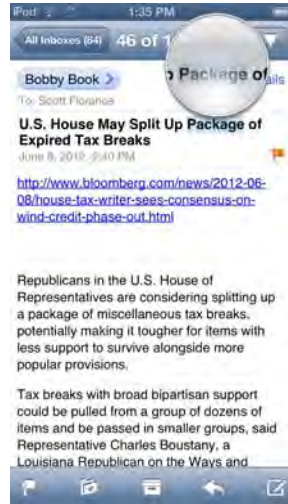 iPod
1:35 PM
All Inboxes (64)
46 of 1
Package of
Bobby Book
ails
To: Scott Floranoe
U.S. House May Split Up Package of
Expired Tax Breaks
June 8, 2012 2:40 PM
http://www.bloomberg.com/news/2012-06-
08/house-tax-writer-sees-consensus-on-
wind-credit-phase-out.html
Republicans in the U.S. House of
Representatives are considering splitting up
a package of miscellaneous tax breaks,
potentially making it tougher for items with
less support to survive alongside more
popular provisions.
Tax breaks with broad bipartisan support
could be pulled from a group of dozens of
items and be passed in smaller groups, said
Representative Charles Boustany, a
Louisiana Republican on the Ways and